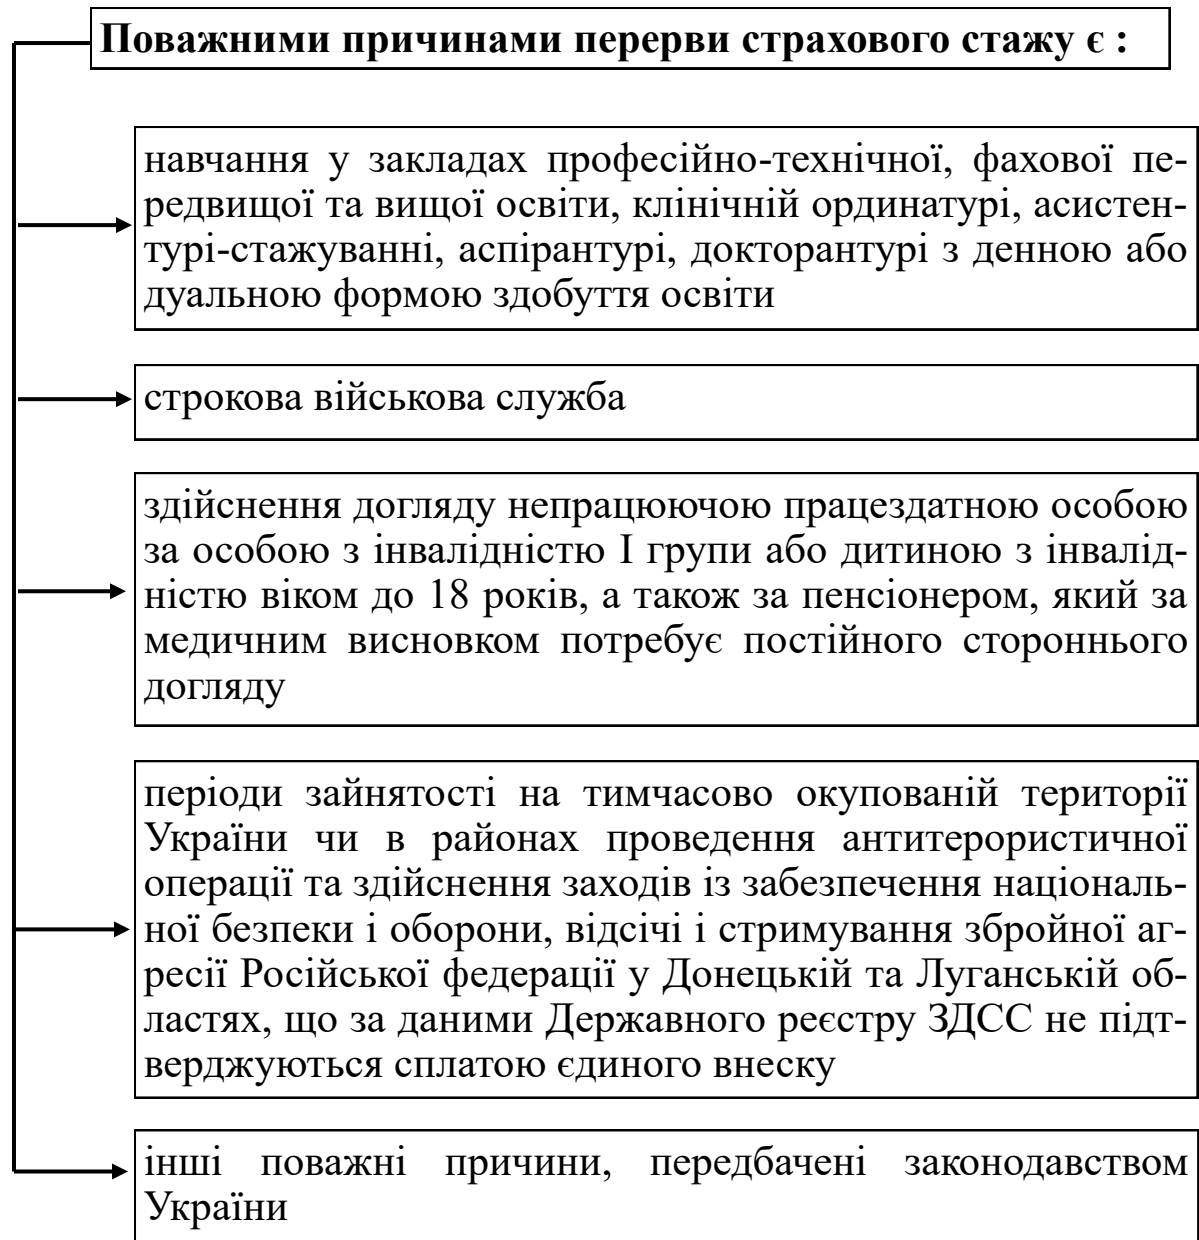 Поважними причинами перерви страхового стажу є :
навчання у закладах професійно-технічної, фахової пе-
редвищої та вищої освіти, клінічній ординатурі, асистен-
турі-стажуванні, аспірантурі, докторантурі з денною або
дуальною формою здобуття освіти
строкова військова служба
здійснення догляду непрацюючою працездатною особою
за особою з інвалідністю І групи або дитиною з інвалід-
ністю віком до 18 років, а також за пенсіонером, який за
медичним висновком потребує постійного стороннього
догляду
періоди зайнятості на тимчасово окупованій території
України чи в районах проведення антитерористичної
операції та здійснення заходів із забезпечення національ-
ної безпеки і оборони, відсічі і стримування збройної аг-
ресії Російської федерації у Донецькій та Луганській об-
ластях, що за даними Державного реєстру ЗДСС не підт-
верджуються сплатою єдиного внеску
інші поважні причини, передбачені законодавством
України